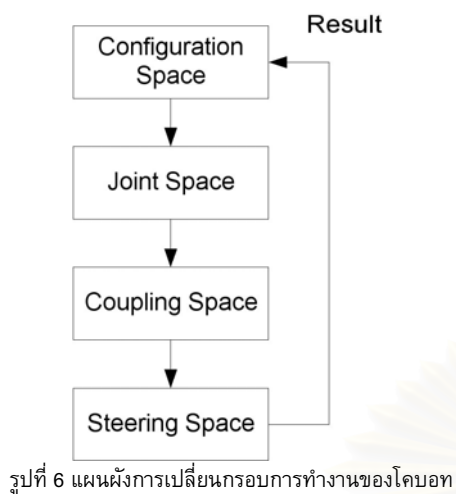 Result
Configuration
Space
Joint Space
Coupling Space
Steering Space
รูปที่ 6 แผนผังการเปลี่ยนกรอบการทำงานของโคบอท